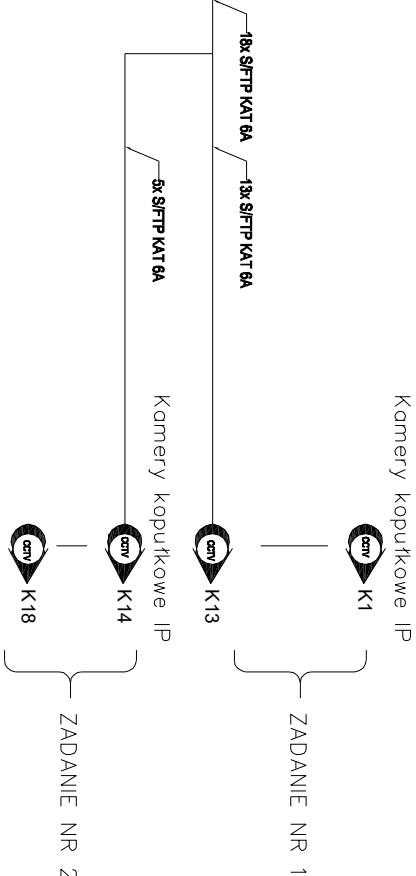 Kamery kopułkowe IP
18x S/FTP KAT 6A
13x S/FTP KAT 6A
K1
K13
ZADANIE NR 1
Kamery kopułkowe IP
5x S/FTP KAT 6A
K14
K18
ZADANIE NR 2
CCTV
CCTV
CCTV
CCTV